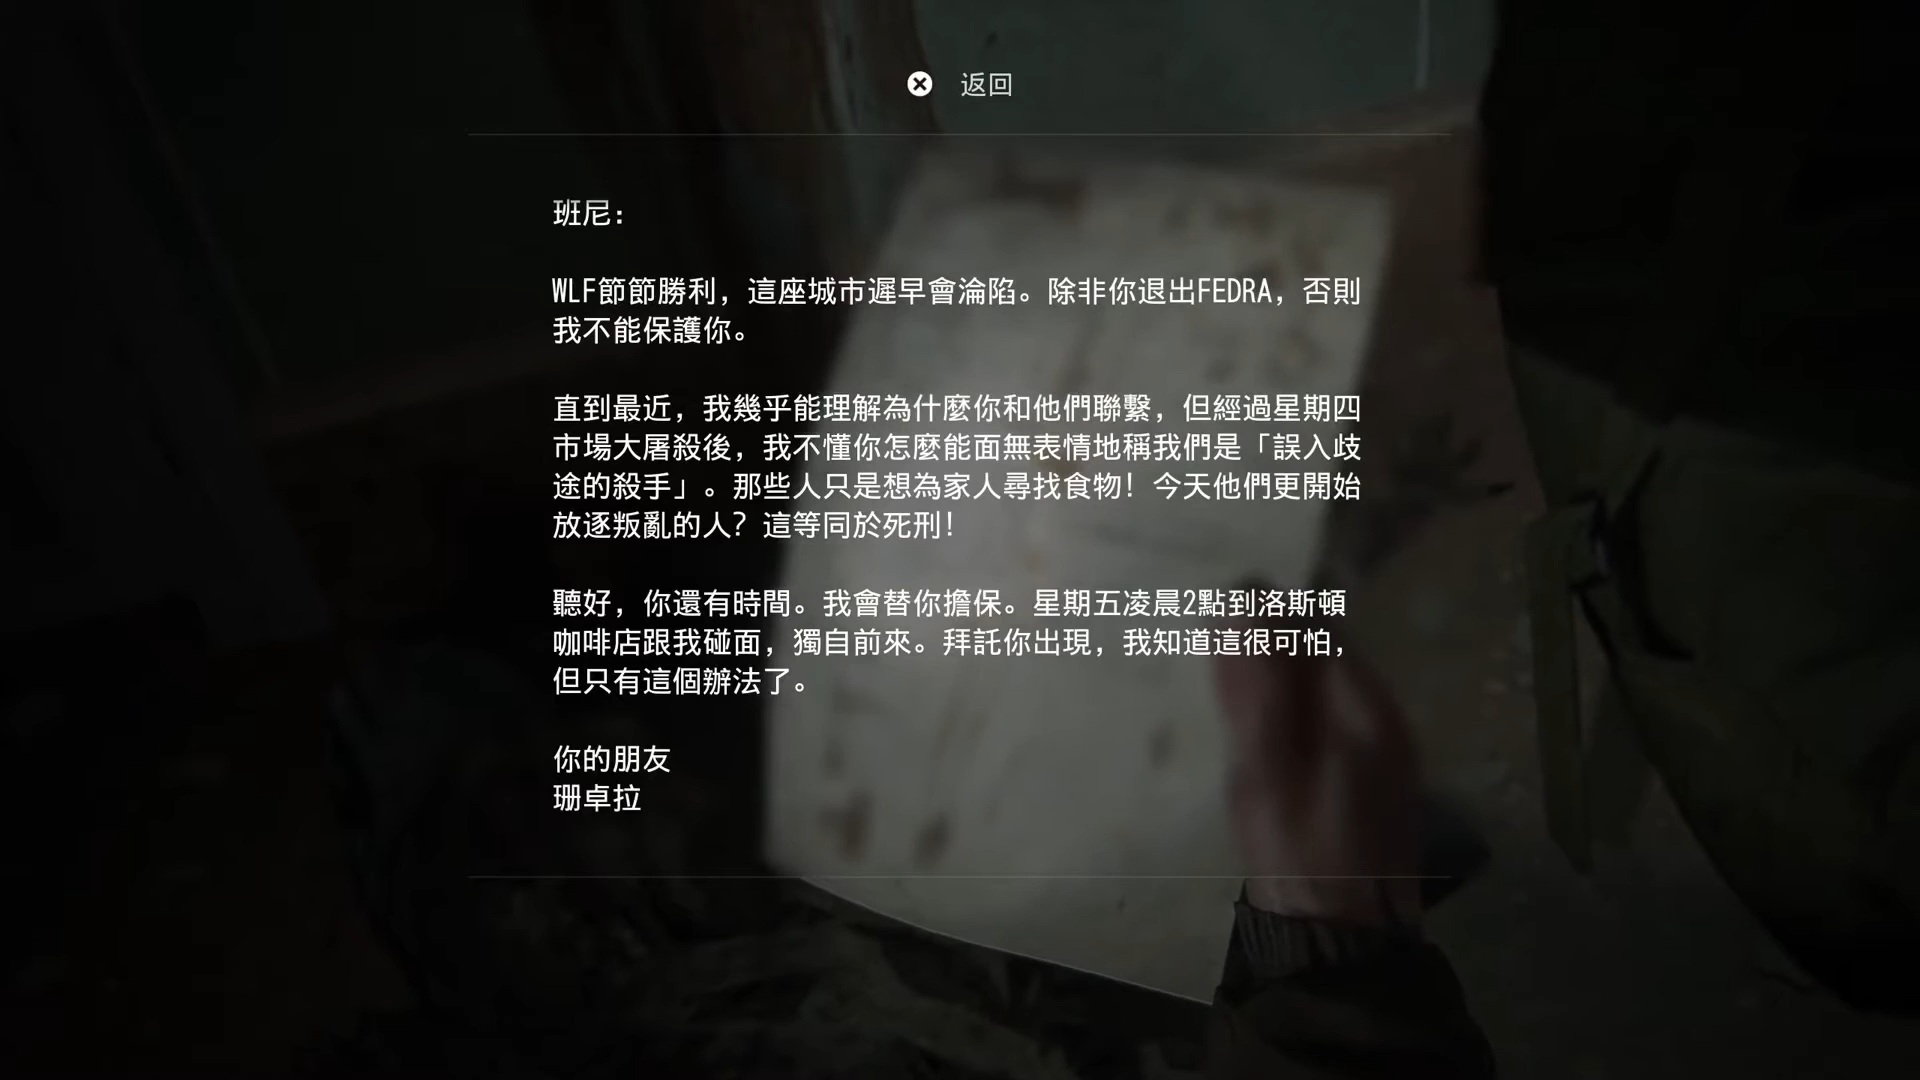 返回
班尼：
WLF節節勝利，這座城市遲早會淪陷。除非你退出FEDRA，否則
我不能保護你。
直到最近，我幾乎能理解為什麼你和他們聯繫，但經過星期四
市場大屠殺後，我不懂你怎麼能面無表情地稱我們是「誤入歧
途的殺手」。那些人只是想為家人尋找食物！今天他們更開始
放逐叛亂的人？這等同於死刑！
聽好，你還有時間。我會替你擔保。星期五凌晨2點到洛斯頓
咖啡店跟我碰面，獨自前來。拜託你出現，我知道這很可怕，
但只有這個辦法了。
你的朋友
珊卓拉